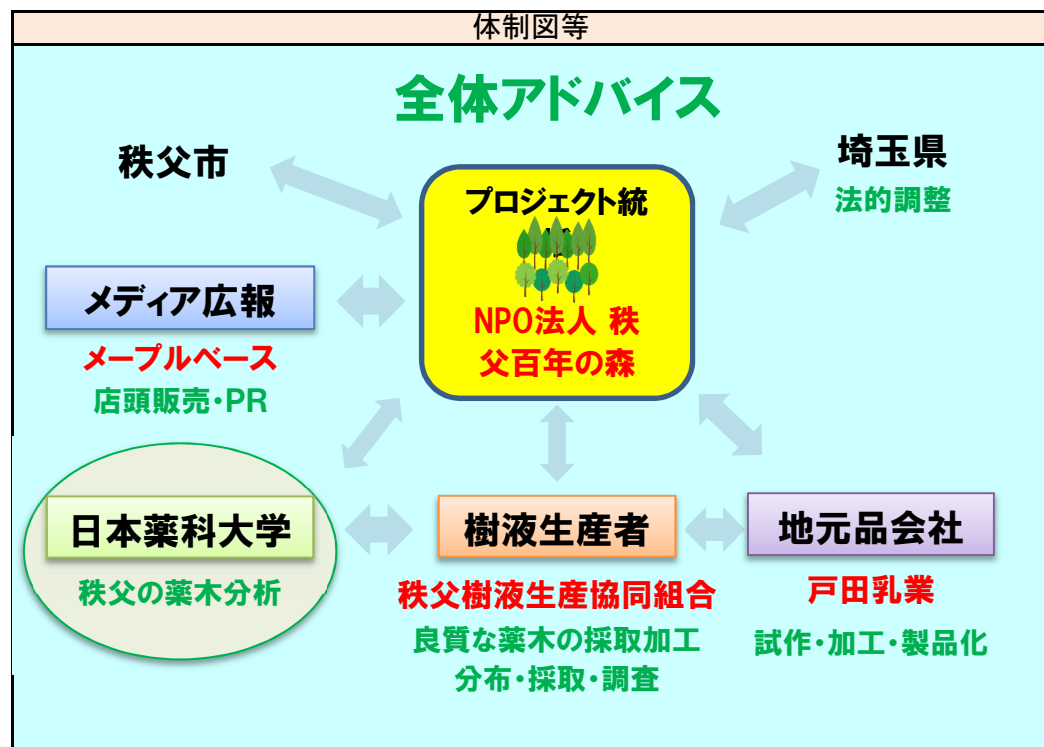 体制図等
全体アドバイス
秩父市
埼玉県
法的調整
プロジェクト統
NPO法人 秩
父百年の森
メディア広報
メープルベース
店頭販売・PR
日本薬科大学
秩父の薬木分析
樹液生産者
秩父樹液生産協同組合
良質な薬木の採取加工
分布・採取・調査
地元品会社
戸田乳業
試作・加工・製品化